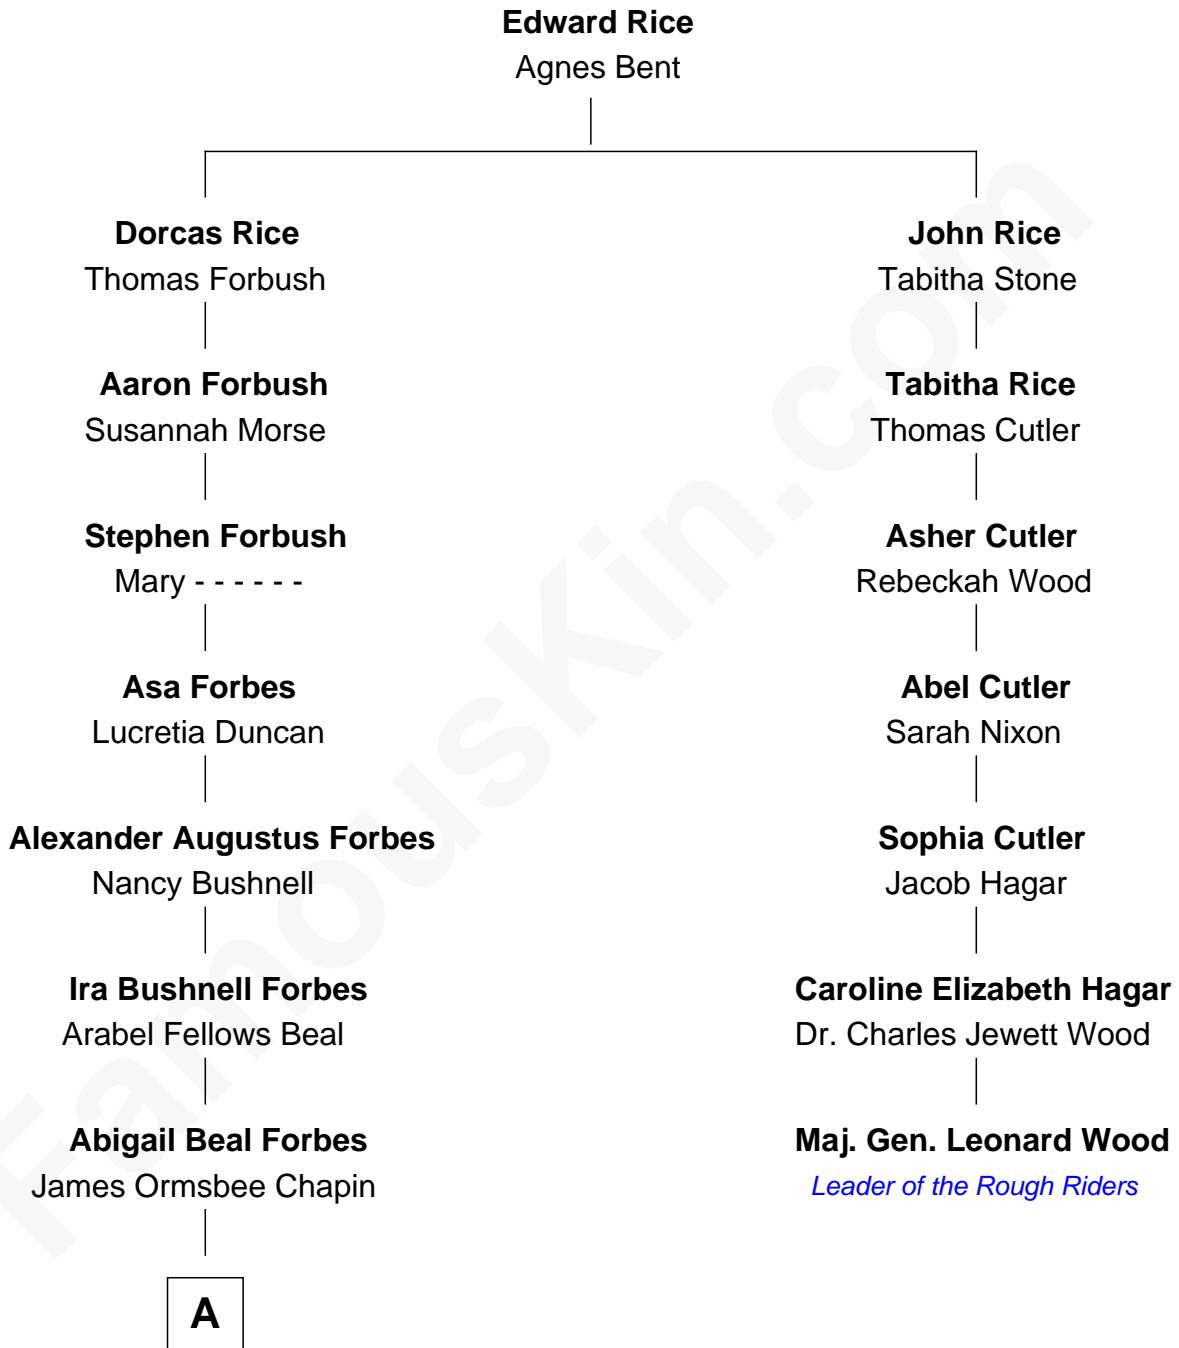 Edward Rice
Agnes Bent
Dorcas Rice
Thomas Forbush
John Rice
Tabitha Stone
Aaron Forbush
Susannah Morse
Tabitha Rice
Thomas Cutler
Stephen Forbush
Mary - - - - - -
Asher Cutler
Rebeckah Wood
Asa Forbes
Lucretia Duncan
Abel Cutler
Sarah Nixon
Alexander Augustus Forbes
Nancy Bushnell
Sophia Cutler
Jacob Hagar
Ira Bushnell Forbes
Arabel Fellows Beal
Caroline Elizabeth Hagar
Dr. Charles Jewett Wood
Abigail Beal Forbes
James Ormsbee Chapin
Maj. Gen. Leonard Wood
Leader of the Rough Riders
A
FamousKin.com